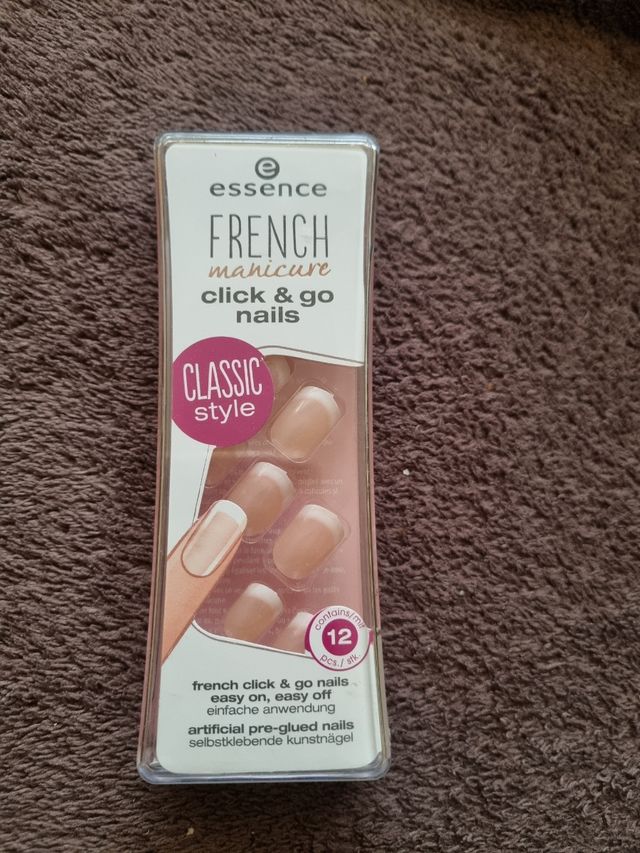 e
essence
FRENCH
manicure
click & go
nails
CLASSIC
style
contains/mit
12
pcs./ stk.
french click & go nails
easy on, easy off
einfache anwendung
artificial pre-glued nails
selbstklebende kunstnägel